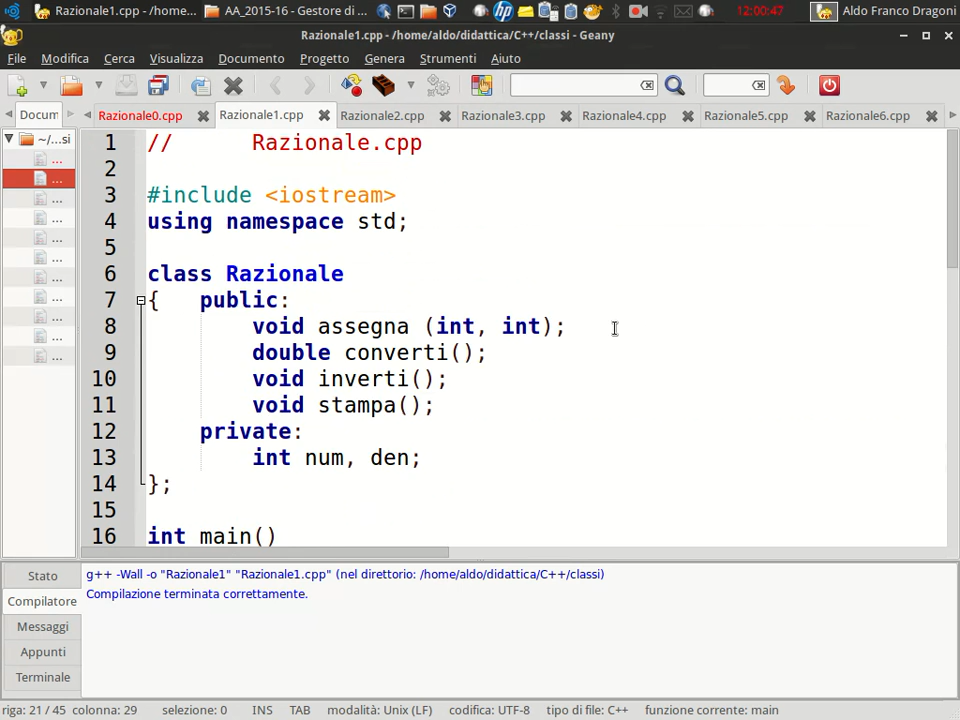 Razionale1.cpp - /home... AA_2015-16 - Gestore di ... hp 12:00:47 Aldo Franco Dragoni
Razionale1.cpp - /home/aldo/didattica/C++/classi - Geany
File Modifica Cerca Visualizza Documento Progetto Genera Strumenti Aiuto
Docum Razionale0.cpp Razionale1.cpp Razionale2.cpp Razionale3.cpp Razionale4.cpp Razionale5.cpp Razionale6.cpp
~/...si
...
...
...
...
...
...
...
...
...
...
...
1 // Razionale.cpp
2
3 #include <iostream>
4 using namespace std;
5
6 class Razionale
7 { public:
8 void assegna (int, int);
9 double converti();
10 void inverti();
11 void stampa();
12 private:
13 int num, den;
14 };
15
16 int main()
Stato
Compilatore
Messaggi
Appunti
Terminale
g++ -Wall -o "Razionale1" "Razionale1.cpp" (nel direttorio: /home/aldo/didattica/C++/classi)
Compilazione terminata correttamente.
riga: 21 / 45 colonna: 29 selezione: 0 INS TAB modalità: Unix (LF) codifica: UTF-8 tipo di file: C++ funzione corrente: main